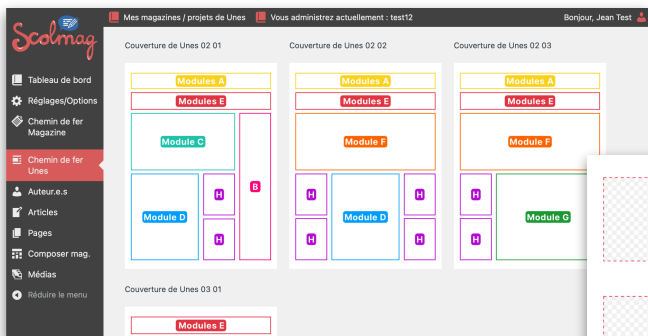 Scolmag
Mes magazines / projets de Unes
Vous administrez actuellement : test12
Bonjour, Jean Test
Tableau de bord
Réglages/Options
Chemin de fer
Magazine
Chemin de fer
Unes
Auteur.e.s
Articles
Pages
Composer mag.
Médias
Réduire le menu
Couverture de Unes 02 01
Modules A
Modules E
Module C
B
Module D
H
H
Couverture de Unes 02 02
Modules A
Modules E
Module F
H
Module D
H
H
H
Couverture de Unes 02 03
Modules A
Modules E
Module F
H
Module G
H
Couverture de Unes 03 01
Modules E